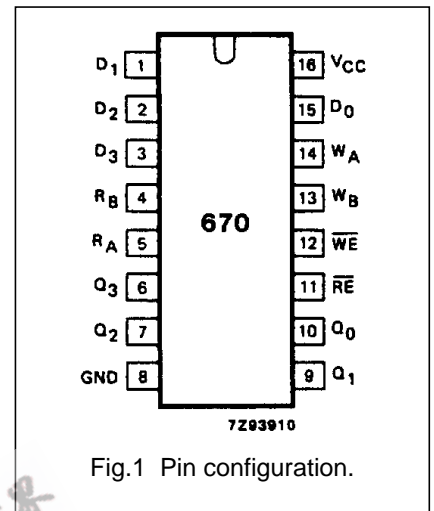 D1 1 16 VCC
D2 2 15 D0
D3 3 14 WA
RB 4 13 WB
670
RA 5 12 WE
Q3 6 11 RE
Q2 7 10 Q0
GND 8 9 Q1
7Z93910
Fig.1 Pin configuration.